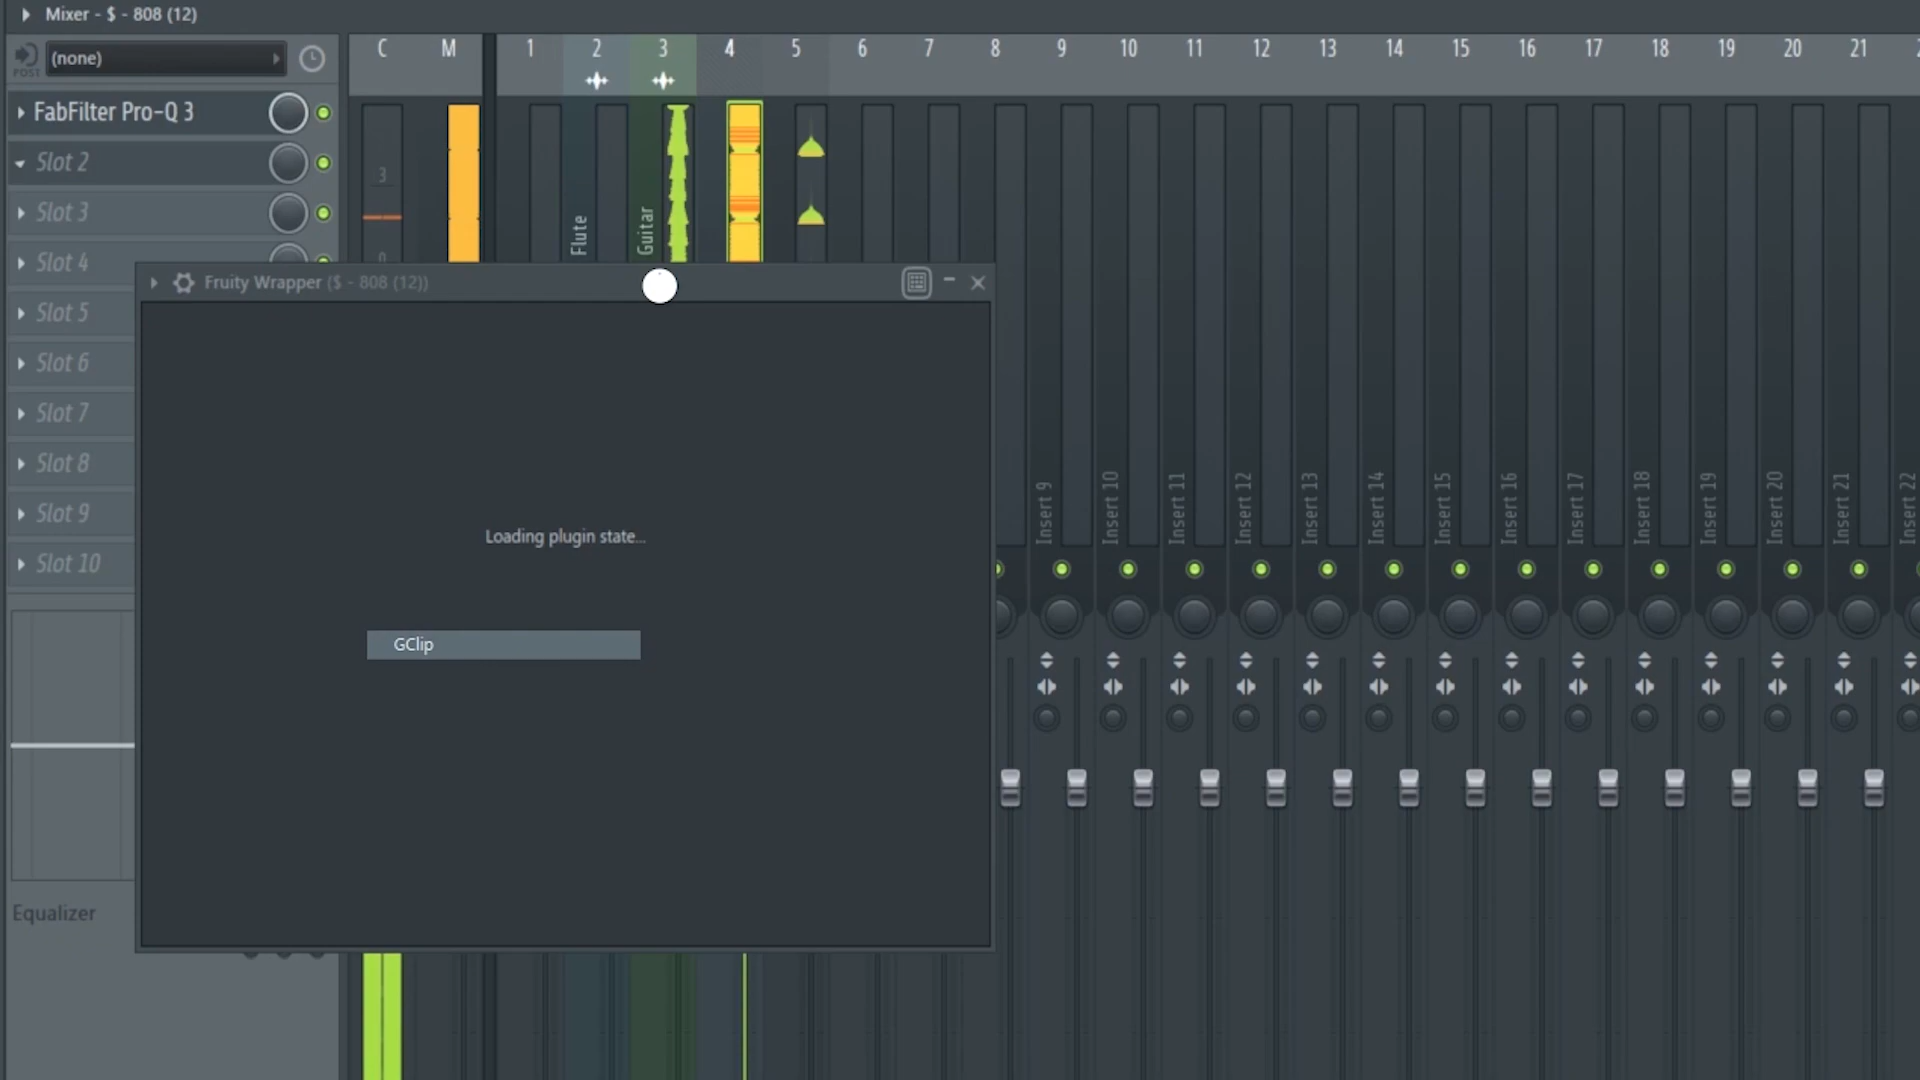 Mixer - $ - 808 (12)
(none)
POST
C M 1 2 3 4 5 6 7 8 9 10 11 12 13 14 15 16 17 18 19 20 21
FabFilter Pro-Q 3
Slot 2
Slot 3
Slot 4
Slot 5
Slot 6
Slot 7
Slot 8
Slot 9
Slot 10
Equalizer
3
0
Flute
Guitar
Fruity Wrapper ($ - 808 (12))
Loading plugin state...
GClip
Insert 9
Insert 10
Insert 11
Insert 12
Insert 13
Insert 14
Insert 15
Insert 16
Insert 17
Insert 18
Insert 19
Insert 20
Insert 21
Insert 22